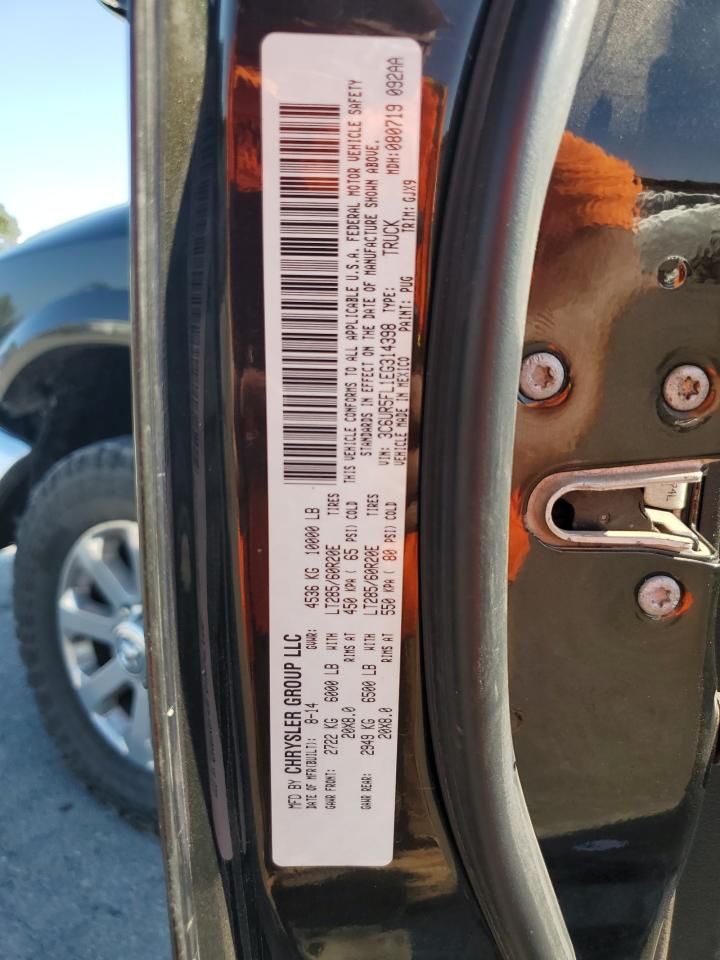 MFD BY CHRYSLER GROUP LLC
DATE OF MFR(BUILT): 8-14 GVWR: 4536 KG 10000 LB
GAWR FRONT: 2722 KG 6000 LB WITH LT285/60R20E TIRES
20X8.0 RIMS AT 450 KPA ( 65 PSI) COLD
GAWR REAR: 2949 KG 6500 LB WITH LT285/60R20E TIRES
20X8.0 RIMS AT 550 KPA ( 80 PSI) COLD
THIS VEHICLE CONFORMS TO ALL APPLICABLE U.S.A. FEDERAL MOTOR VEHICLE SAFETY
STANDARDS IN EFFECT ON THE DATE OF MANUFACTURE SHOWN ABOVE.
VIN: 3C6UR5FL1EG314398 TYPE: TRUCK MDH:080719 092AA
VEHICLE MADE IN MEXICO PAINT: PUG TRIM: GJX9